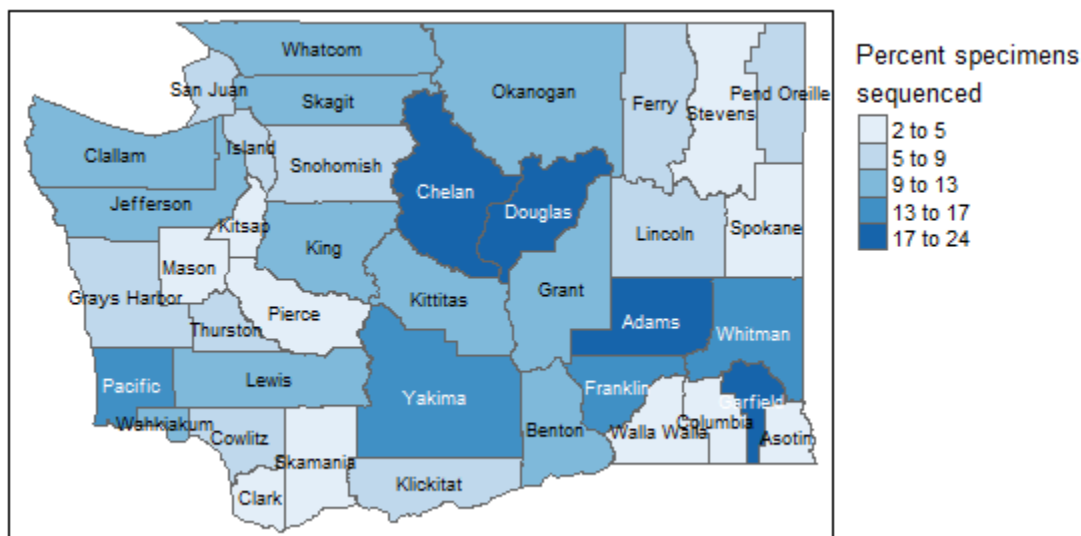 Whatcom
San Juan
Skagit
Okanogan
Ferry
Pend Oreille
Stevens
Clallam
Island
Snohomish
Chelan
Jefferson
Douglas
Kitsap
King
Lincoln
Spokane
Mason
Grays Harbor
Kittitas
Grant
Pierce
Thurston
Adams
Whitman
Pacific
Lewis
Yakima
Franklin
Garfield
Wahkiakum
Cowlitz
Benton
Walla Walla
Columbia
Asotin
Skamania
Klickitat
Clark
Percent specimens
sequenced
2 to 5
5 to 9
9 to 13
13 to 17
17 to 24